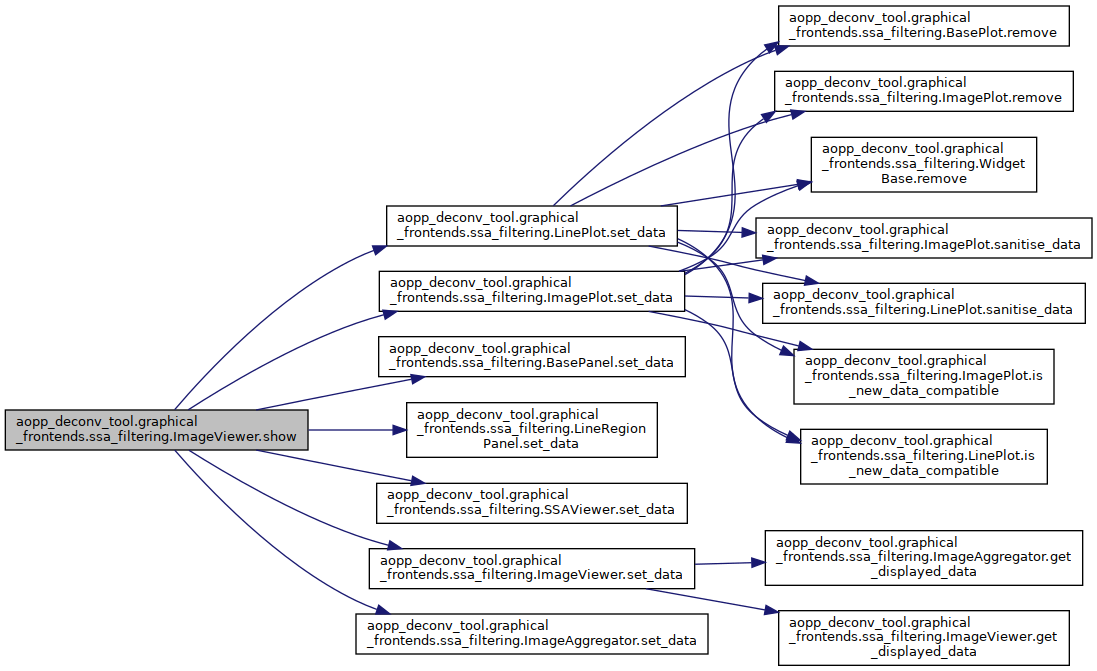 aopp_deconv_tool.graphical
_frontends.ssa_filtering.BasePlot.remove
aopp_deconv_tool.graphical
_frontends.ssa_filtering.ImagePlot.remove
aopp_deconv_tool.graphical
_frontends.ssa_filtering.Widget
Base.remove
aopp_deconv_tool.graphical
_frontends.ssa_filtering.LinePlot.set_data
aopp_deconv_tool.graphical
_frontends.ssa_filtering.ImagePlot.sanitise_data
aopp_deconv_tool.graphical
_frontends.ssa_filtering.ImagePlot.set_data
aopp_deconv_tool.graphical
_frontends.ssa_filtering.LinePlot.sanitise_data
aopp_deconv_tool.graphical
_frontends.ssa_filtering.BasePanel.set_data
aopp_deconv_tool.graphical
_frontends.ssa_filtering.ImagePlot.is
_new_data_compatible
aopp_deconv_tool.graphical
_frontends.ssa_filtering.ImageViewer.show
aopp_deconv_tool.graphical
_frontends.ssa_filtering.LineRegion
Panel.set_data
aopp_deconv_tool.graphical
_frontends.ssa_filtering.LinePlot.is
_new_data_compatible
aopp_deconv_tool.graphical
_frontends.ssa_filtering.SSAViewer.set_data
aopp_deconv_tool.graphical
_frontends.ssa_filtering.ImageViewer.set_data
aopp_deconv_tool.graphical
_frontends.ssa_filtering.ImageAggregator.get
_displayed_data
aopp_deconv_tool.graphical
_frontends.ssa_filtering.ImageAggregator.set_data
aopp_deconv_tool.graphical
_frontends.ssa_filtering.ImageViewer.get
_displayed_data